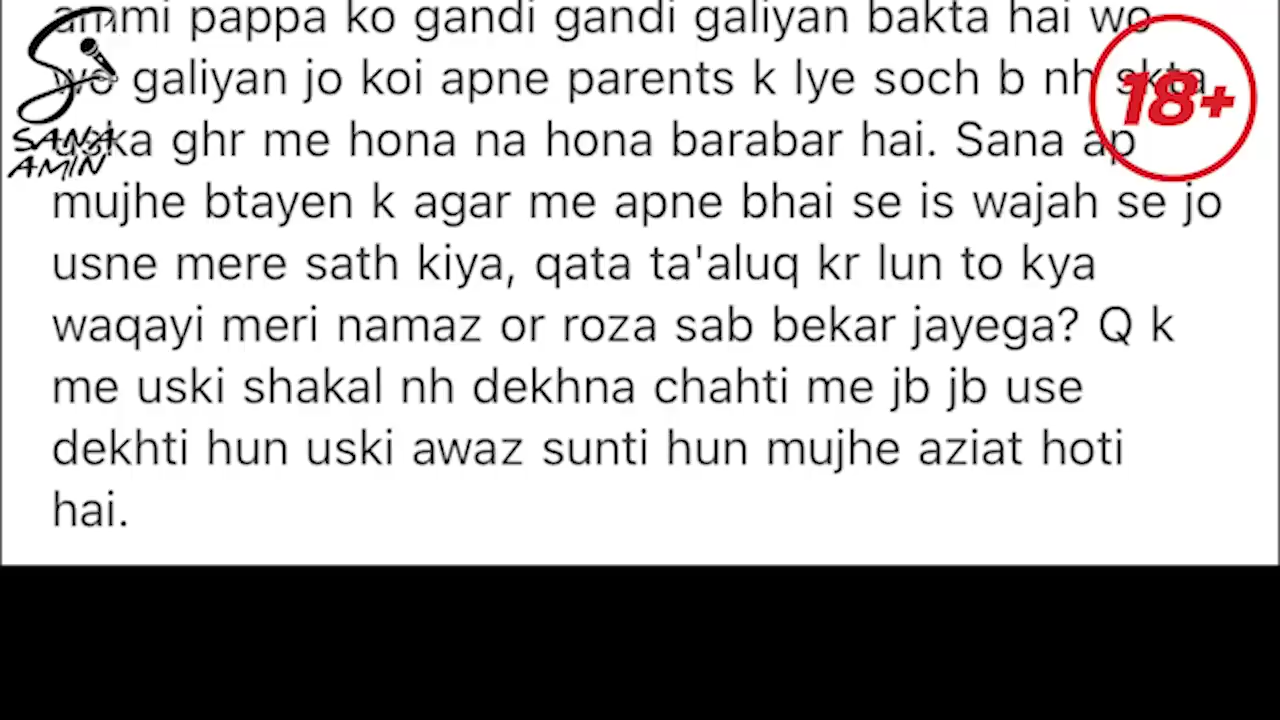 ammi pappa ko gandi gandi galiyan bakta hai wo
wo galiyan jo koi apne parents k lye soch b nh skta
ghr me hona na hona barabar hai. Sana ap
mujhe btayen k agar me apne bhai se is wajah se jo
usne mere sath kiya, qata ta'aluq kr lun to kya
waqayi meri namaz or roza sab bekar jayega? Q k
me uski shakal nh dekhna chahti me jb jb use
dekhti hun uski awaz sunti hun mujhe aziat hoti
hai.
SANA
AMIN
18+